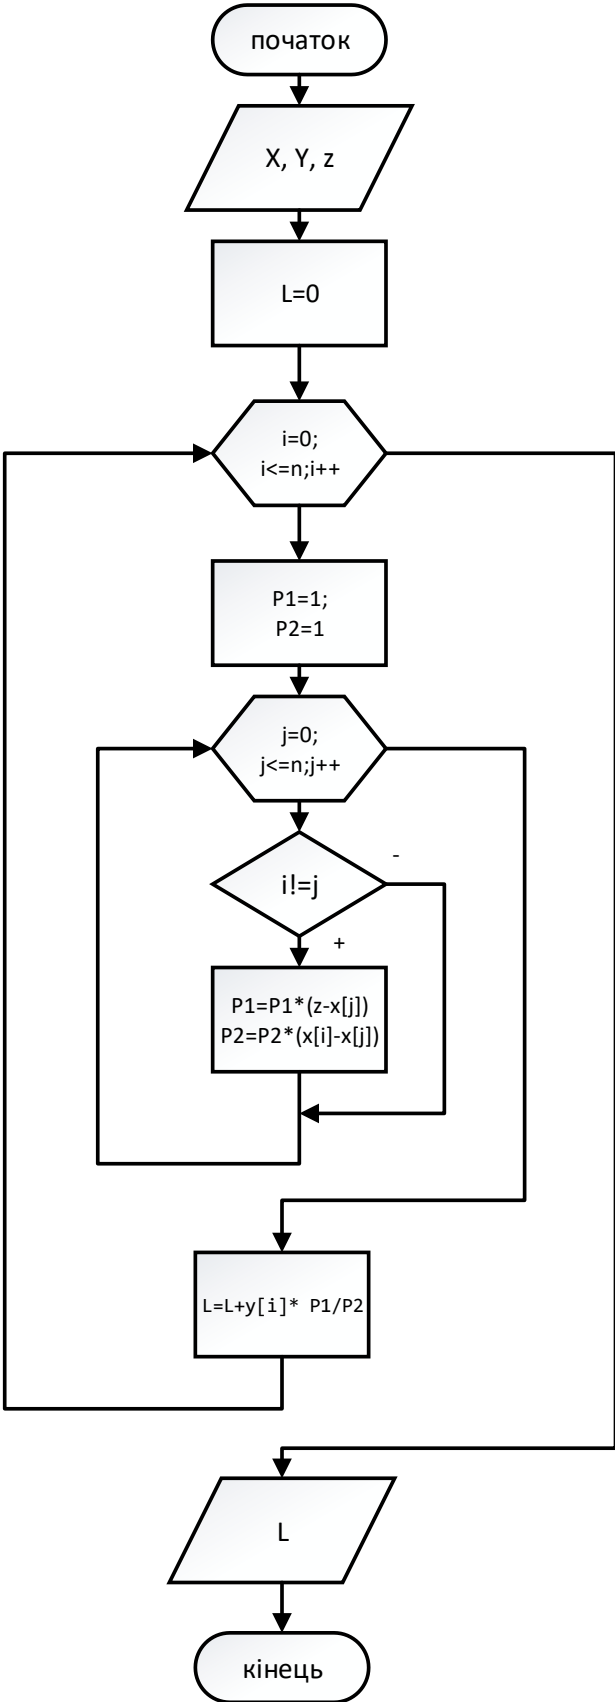 початок
X, Y, z
L=0
i=0;
i<=n;i++
P1=1;
P2=1
j=0;
j<=n;j++
i!=j
-
+
P1=P1*(z-x[j])
P2=P2*(x[i]-x[j])
L=L+y[i]* P1/P2
L
кінець